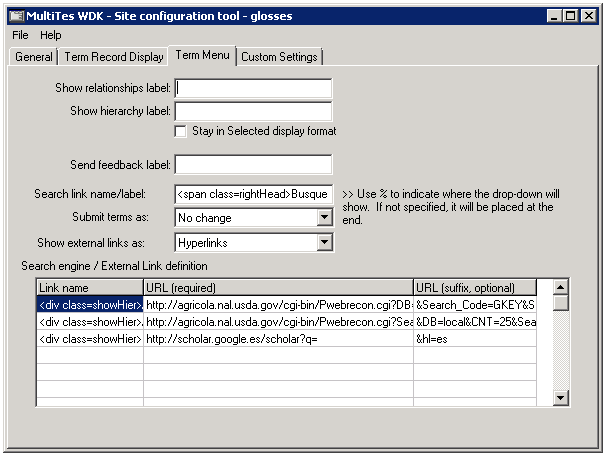 MultiTes WDK - Site configuration tool - glosses
File Help
General Term Record Display Term Menu Custom Settings
Show relationships label:
Show hierarchy label:
Stay in Selected display format
Send feedback label:
Search link name/label: <span class=rightHead>Busque >> Use % to indicate where the drop-down will
show. If not specified, it will be placed at the
end.
Submit terms as: No change
Show external links as: Hyperlinks
Search engine / External Link definition
Link name URL (required) URL (suffix, optional)
<div class=showHier>. http://agricola.nal.usda.gov/cgi-bin/Pwebrecon.cgi?DB= &Search_Code=GKEY&S
<div class=showHier>. http://agricola.nal.usda.gov/cgi-bin/Pwebrecon.cgi?Sea &DB=local&CNT=25&Sea
<div class=showHier> http://scholar.google.es/scholar?q= &hl=es